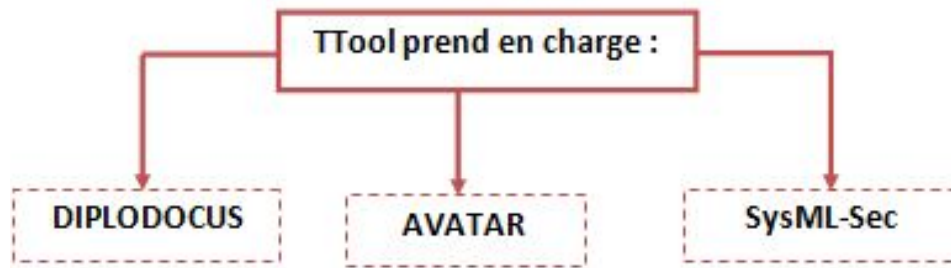 TTool prend en charge :
DIPLODOCUS
AVATAR
SysML-Sec